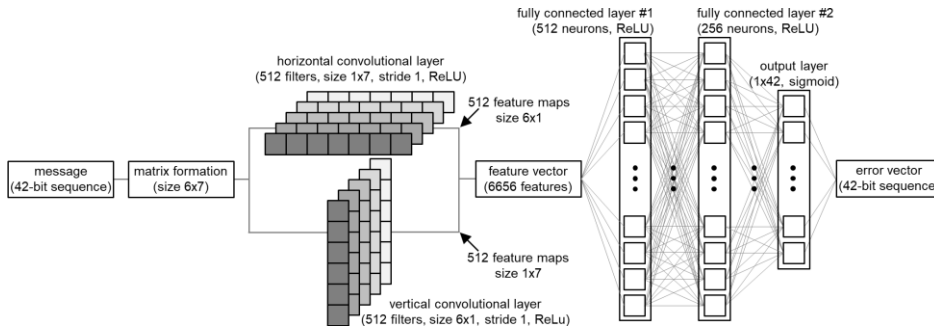 message
(42-bit sequence)
matrix formation
(size 6x7)
horizontal convolutional layer
(512 filters, size 1x7, stride 1, ReLU)
512 feature maps
size 6x1
512 feature maps
size 1x7
vertical convolutional layer
(512 filters, size 6x1, stride 1, ReLu)
feature vector
(6656 features)
fully connected layer #1
(512 neurons, ReLU)
fully connected layer #2
(256 neurons, ReLU)
output layer
(1x42, sigmoid)
error vector
(42-bit sequence)